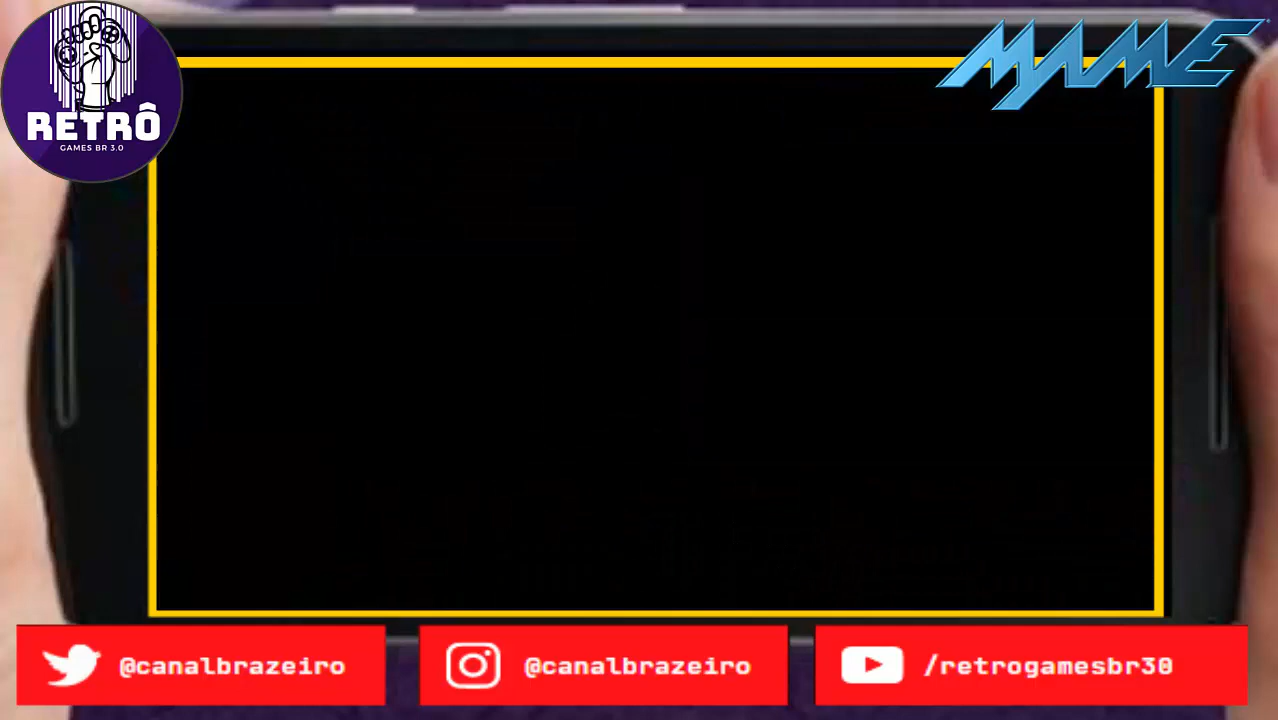 MAME
RETRÔ
GAMES BR 3.0
@canalbrazeiro
@canalbrazeiro
/retrogamesbr30